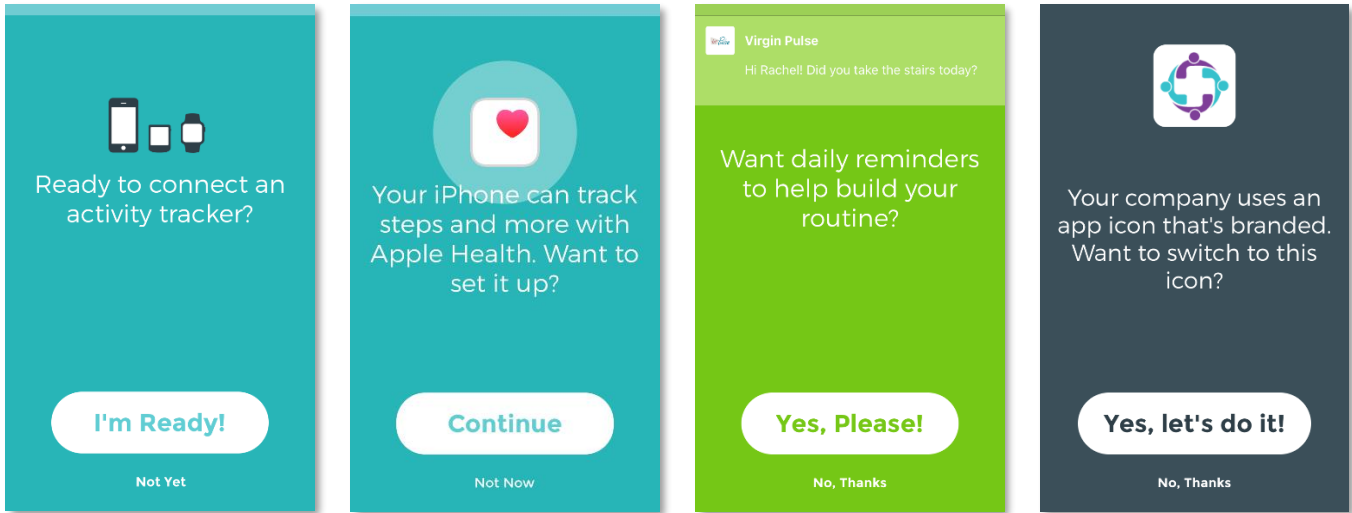 Ready to connect an
activity tracker?
I'm Ready!
Not Yet
Your iPhone can track
steps and more with
Apple Health. Want to
set it up?
Continue
Not Now
Virgin Pulse
Hi Rachel! Did you take the stairs today?
Want daily reminders
to help build your
routine?
Yes, Please!
No, Thanks
Your company uses an
app icon that's branded.
Want to switch to this
icon?
Yes, let's do it!
No, Thanks